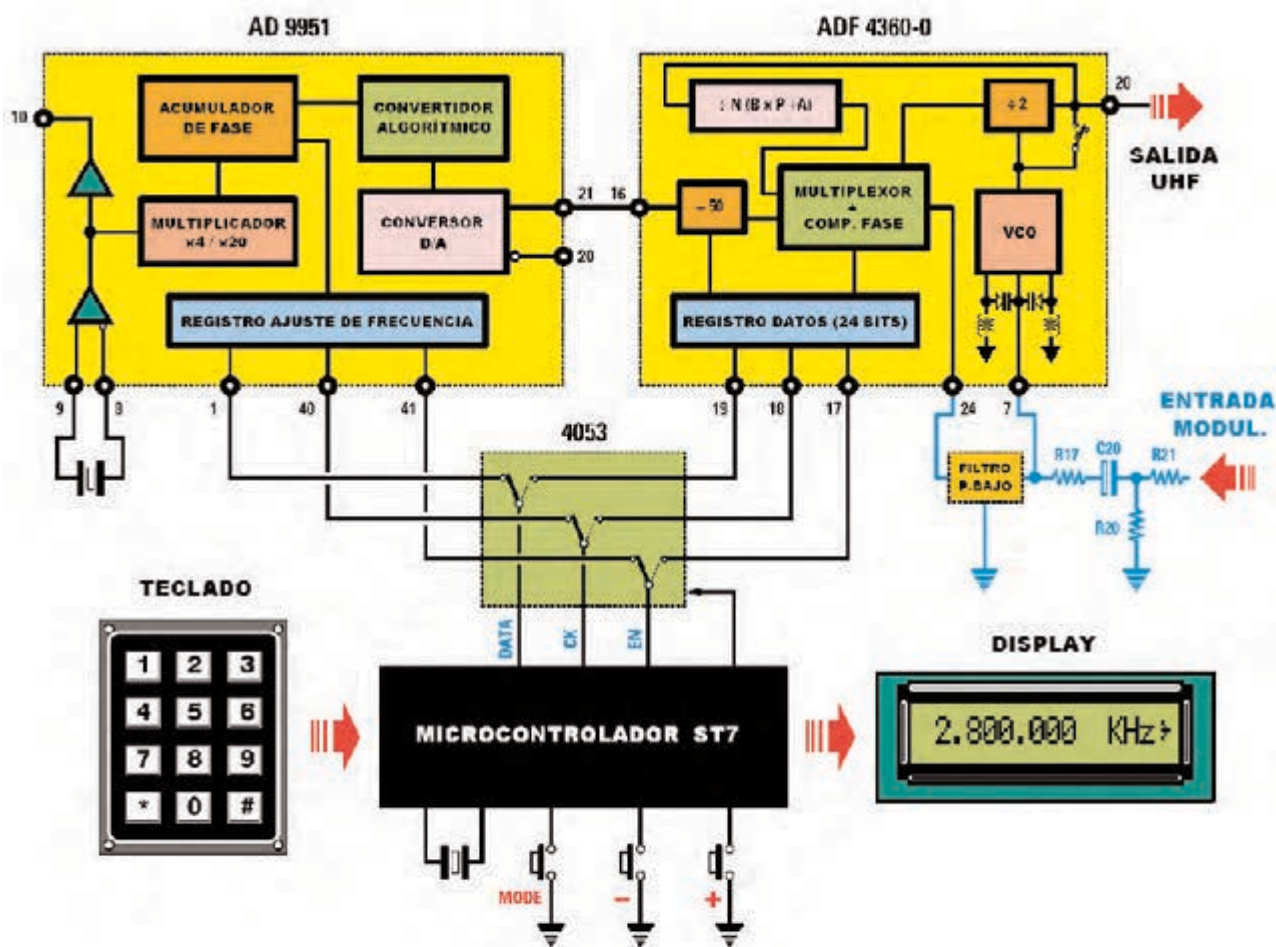 AD 9951
ADF 4360-0
10
ACUMULADOR
DE FASE
CONVERTIDOR
ALGORÍTMICO
MULTIPLICADOR
x4 / x20
CONVERSOR
D/A
REGISTRO AJUSTE DE FRECUENCIA
21
20
9
8
1
40
41
16
: N (B x P +A)
÷ 2
20
SALIDA
UHF
÷ 50
MULTIPLEXOR
+
COMP. FASE
VCO
REGISTRO DATOS (24 BITS)
19
18
17
24
7
ENTRADA
MODUL.
FILTRO
P.BAJO
R17
C20
R21
R20
4053
DATA
CK
EN
TECLADO
1 2 3
4 5 6
7 8 9
* 0 #
MICROCONTROLADOR ST7
MODE
-
+
DISPLAY
2.800.000 KHz